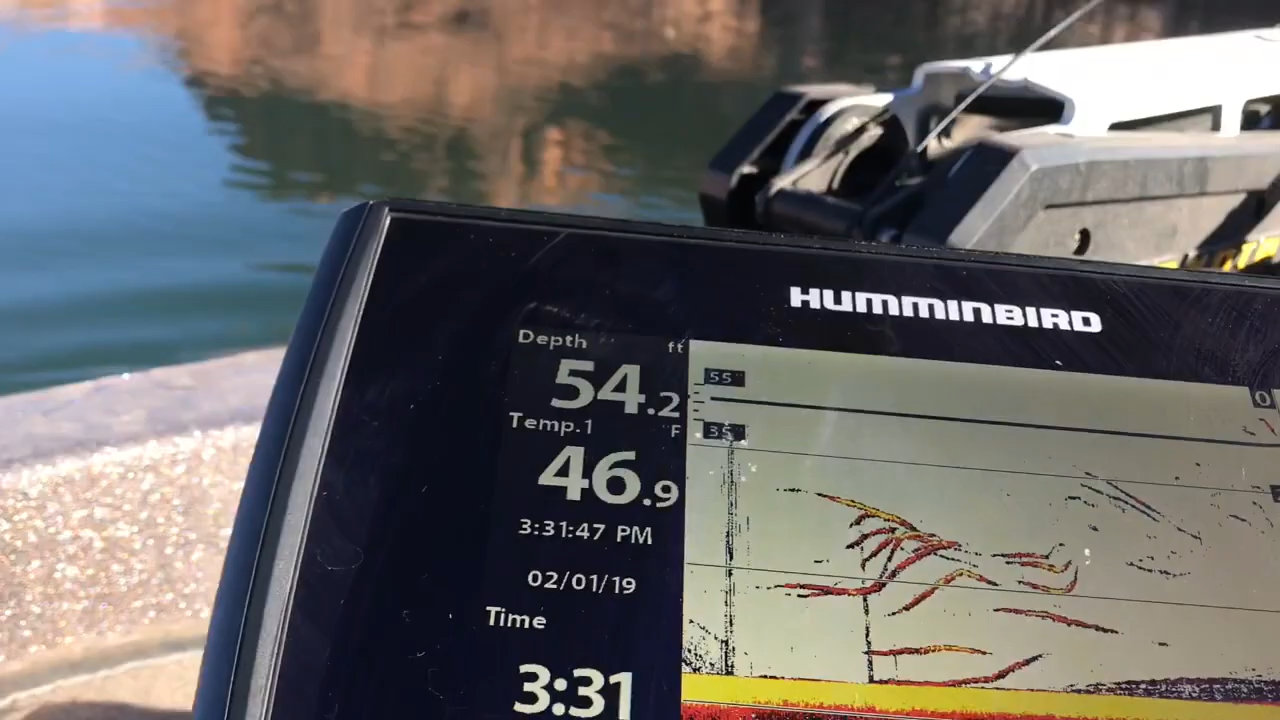 HUMMINBIRD
Depth ft
54.2
Temp.1 F
46.9
3:31:47 PM
02/01/19
Time
3:31
55
35
0